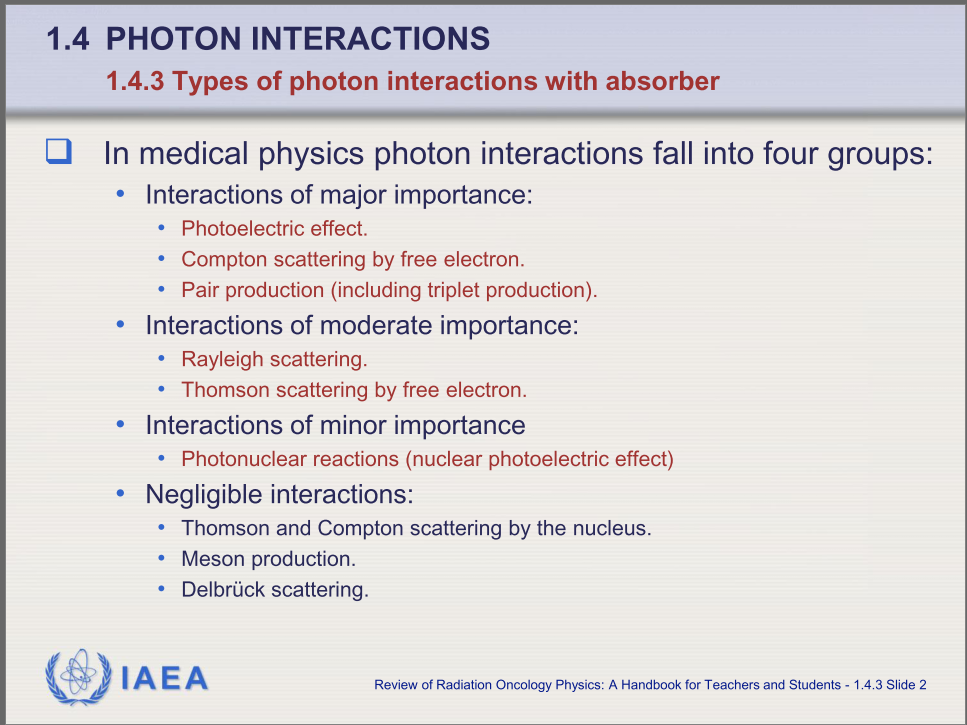 1.4 PHOTON INTERACTIONS
1.4.3 Types of photon interactions with absorber
In medical physics photon interactions fall into four groups:
• Interactions of major importance:
• Photoelectric effect.
• Compton scattering by free electron.
• Pair production (including triplet production).
• Interactions of moderate importance:
• Rayleigh scattering.
• Thomson scattering by free electron.
• Interactions of minor importance
• Photonuclear reactions (nuclear photoelectric effect)
• Negligible interactions:
• Thomson and Compton scattering by the nucleus.
• Meson production.
• Delbrück scattering.
IAEA
Review of Radiation Oncology Physics: A Handbook for Teachers and Students - 1.4.3 Slide 2